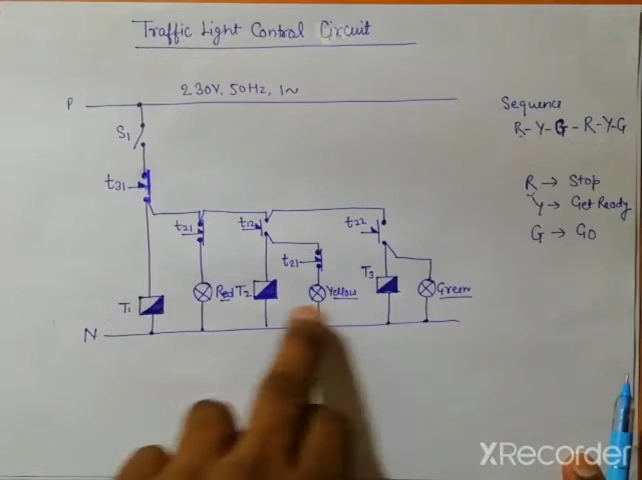 Traffic Light Control Circuit
230V, 50Hz, 1~
P
S1
t31
t21
t12
t21
t22
T1
Red
T2
Yellow
T3
Green
N
Sequence
R-Y-G-R-Y-G
R → Stop
Y → Get Ready
G → Go
XRecorder